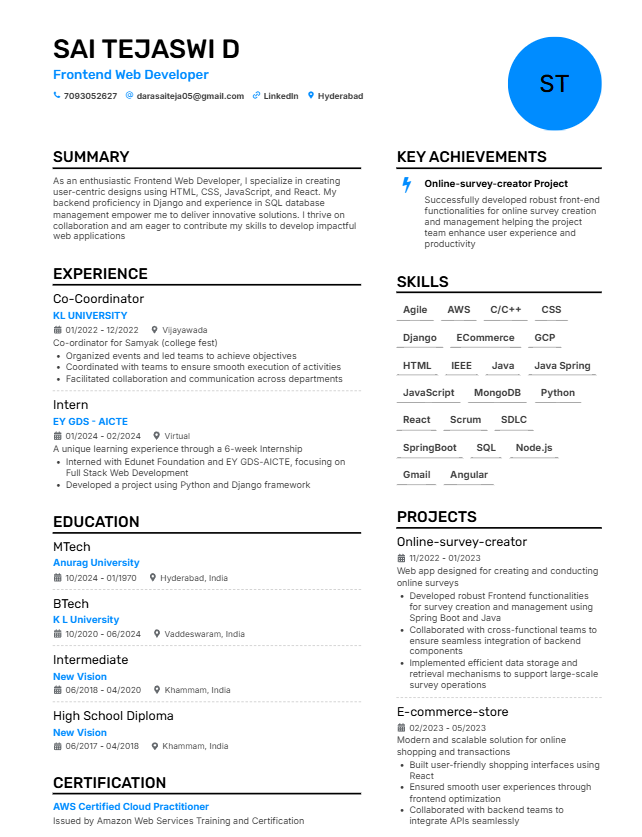 SAI TEJASWI D
Frontend Web Developer
7093052627 darasaiteja05@gmail.com LinkedIn Hyderabad
ST
SUMMARY
As an enthusiastic Frontend Web Developer, I specialize in creating
user-centric designs using HTML, CSS, JavaScript, and React. My
backend proficiency in Django and experience in SQL database
management empower me to deliver innovative solutions. I thrive on
collaboration and am eager to contribute my skills to develop impactful
web applications
EXPERIENCE
Co-Coordinator
KL UNIVERSITY
01/2022 - 12/2022 Vijayawada
Co-ordinator for Samyak (college fest)
• Organized events and led teams to achieve objectives
• Coordinated with teams to ensure smooth execution of activities
• Facilitated collaboration and communication across departments
Intern
EY GDS - AICTE
01/2024 - 02/2024 Virtual
A unique learning experience through a 6-week Internship
• Interned with Edunet Foundation and EY GDS-AICTE, focusing on
Full Stack Web Development
• Developed a project using Python and Django framework
EDUCATION
MTech
Anurag University
10/2024 - 01/1970 Hyderabad, India
BTech
K L University
10/2020 - 06/2024 Vaddeswaram, India
Intermediate
New Vision
06/2018 - 04/2020 Khammam, India
High School Diploma
New Vision
06/2017 - 04/2018 Khammam, India
CERTIFICATION
AWS Certified Cloud Practitioner
Issued by Amazon Web Services Training and Certification
KEY ACHIEVEMENTS
Online-survey-creator Project
Successfully developed robust front-end
functionalities for online survey creation
and management helping the project
team enhance user experience and
productivity
SKILLS
Agile AWS C/C++ CSS
Django ECommerce GCP
HTML IEEE Java Java Spring
JavaScript MongoDB Python
React Scrum SDLC
SpringBoot SQL Node.js
Gmail Angular
PROJECTS
Online-survey-creator
11/2022 - 01/2023
Web app designed for creating and conducting
online surveys
• Developed robust Frontend functionalities
for survey creation and management using
Spring Boot and Java
• Collaborated with cross-functional teams to
ensure seamless integration of backend
components
• Implemented efficient data storage and
retrieval mechanisms to support large-scale
survey operations
E-commerce-store
02/2023 - 05/2023
Modern and scalable solution for online
shopping and transactions
• Built user-friendly shopping interfaces using
React
• Ensured smooth user experiences through
frontend optimization
• Collaborated with backend teams to
integrate APIs seamlessly